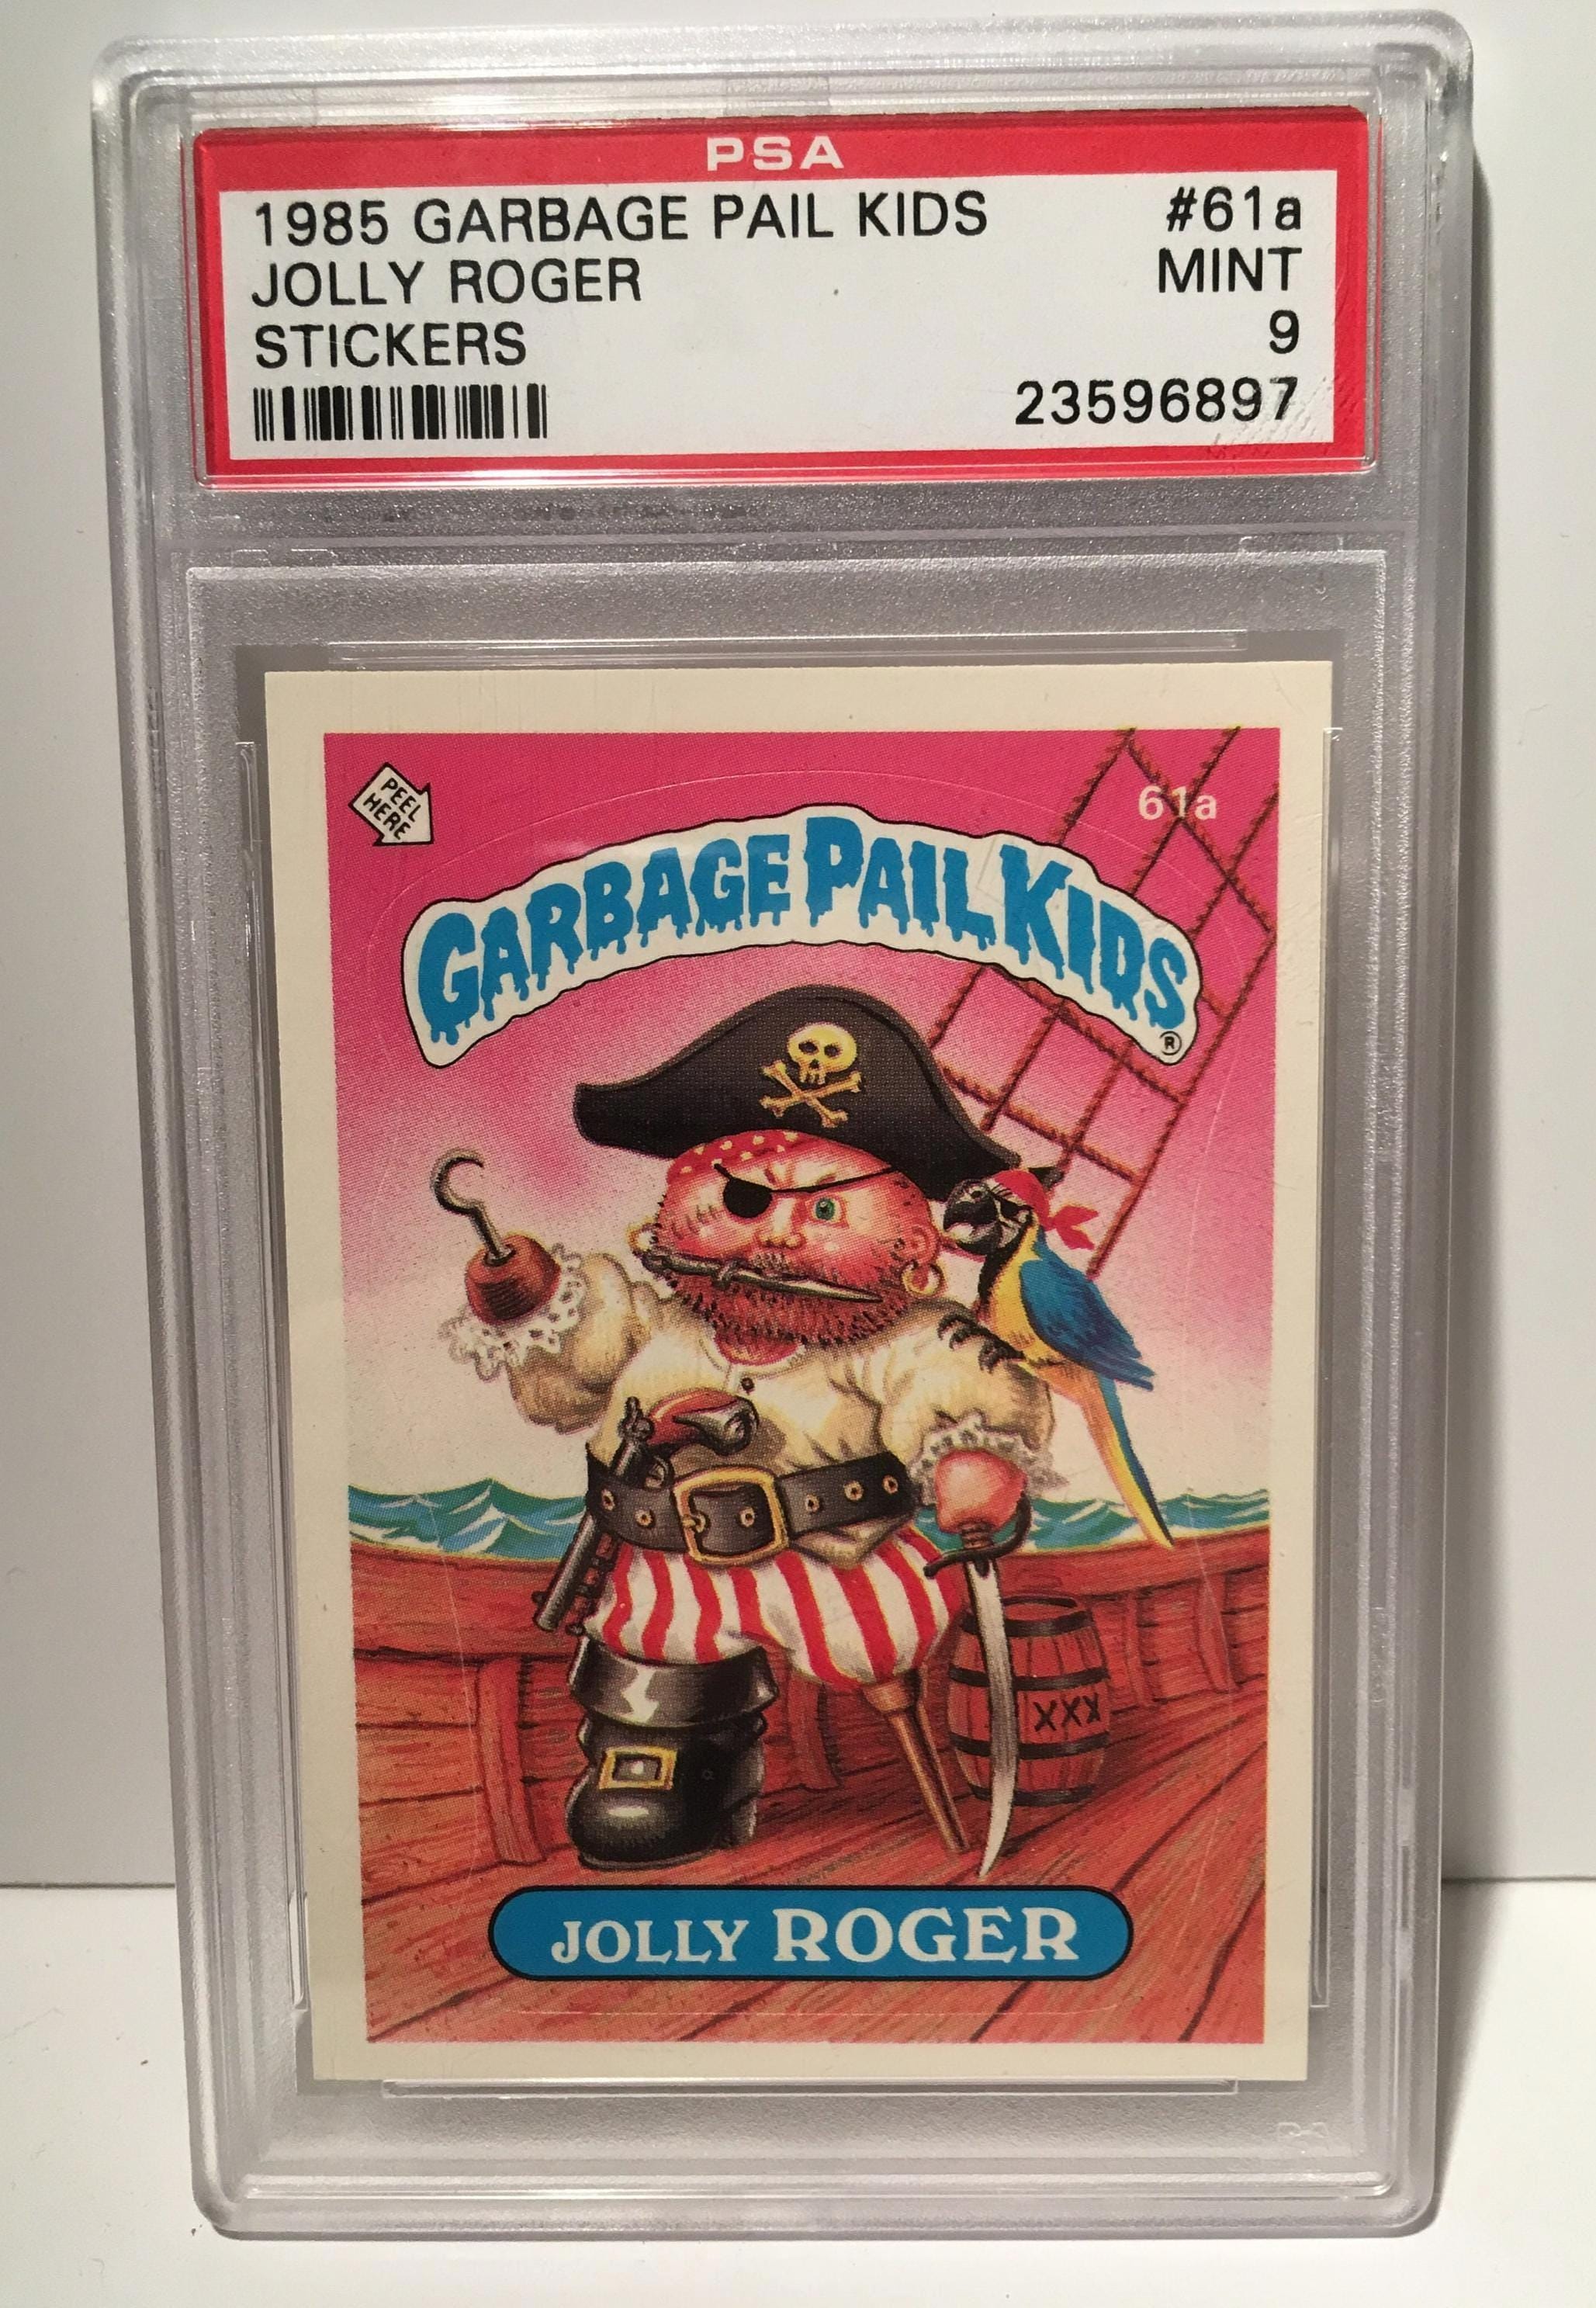 PSA
1985 GARBAGE PAIL KIDS #61a
JOLLY ROGER MINT
STICKERS 9
23596897
PEEL
HERE
61a
GARBAGE PAIL KIDS
®
XXX
JOLLY ROGER